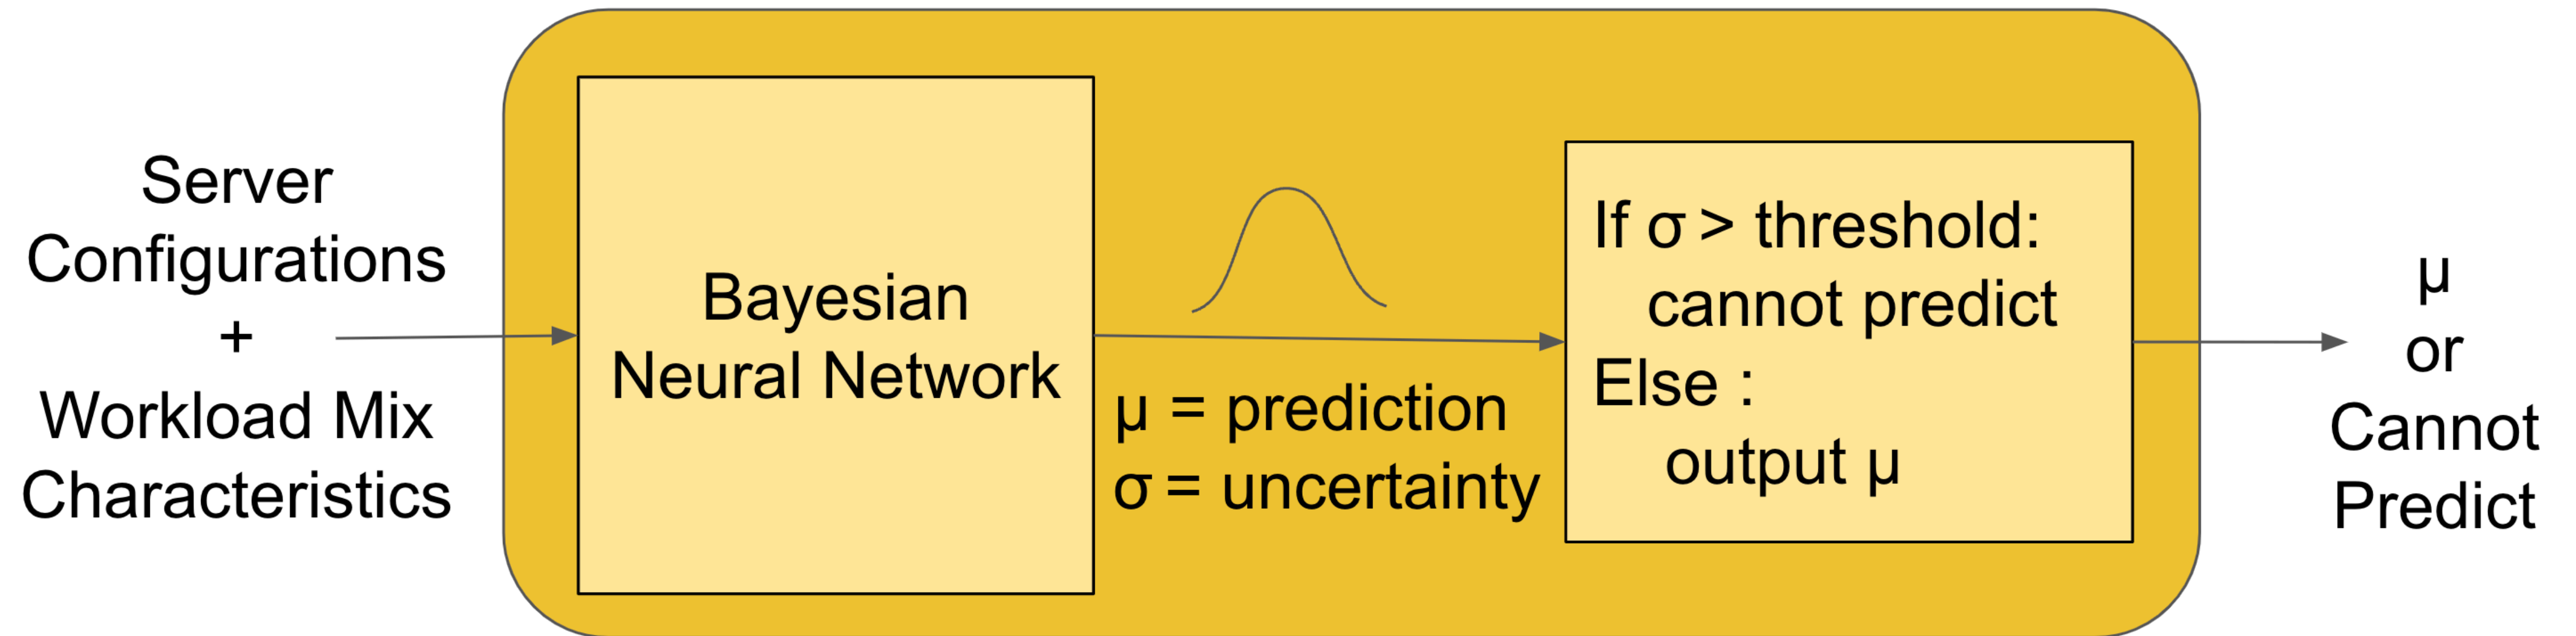 Server
Configurations
+
Workload Mix
Characteristics
Bayesian
Neural Network
μ = prediction
σ = uncertainty
If σ > threshold:
cannot predict
Else :
output μ
μ
or
Cannot
Predict